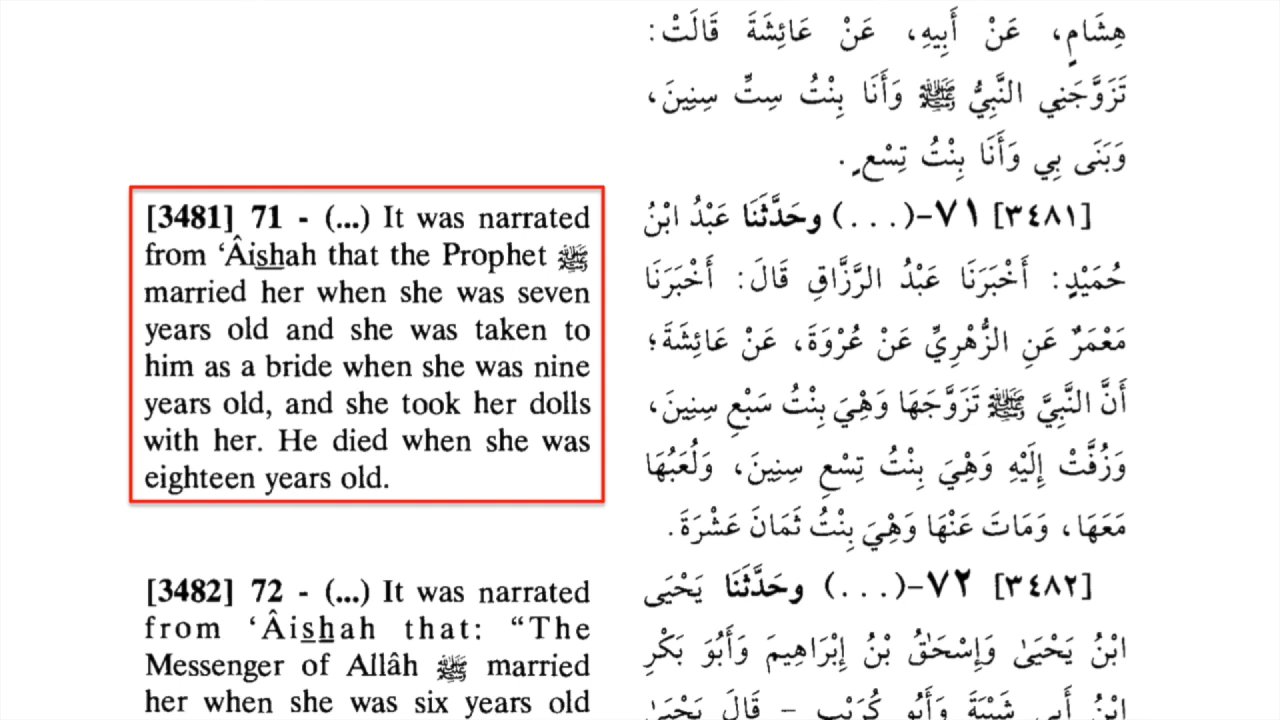 [3481] 71 - (...) It was narrated
from ‘Âishah that the Prophet ﷺ
married her when she was seven
years old and she was taken to
him as a bride when she was nine
years old, and she took her dolls
with her. He died when she was
eighteen years old.
[3482] 72 - (...) It was narrated
from ‘Âishah that: “The
Messenger of Allâh ﷺ married
her when she was six years old
هِشَامٍ، عَنْ أَبِيهِ، عَنْ عَائِشَةَ قَالَتْ:
تَزَوَّجَنِي النَّبِيُّ ﷺ وَأَنَا بِنْتُ سِتِّ سِنِينَ،
وَبَنَى بِي وَأَنَا بِنْتُ تِسْعٍ.
[٣٤٨١] ٧١-(...) وحَدَّثَنَا عَبْدُ ابْنُ
حُمَيْدٍ: أَخْبَرَنَا عَبْدُ الرَّزَّاقِ قَالَ: أَخْبَرَنَا
مَعْمَرٌ عَنِ الزُّهْرِيِّ عَنْ عُرْوَةَ، عَنْ عَائِشَةَ؛
أَنَّ النَّبِيَّ ﷺ تَزَوَّجَهَا وَهِيَ بِنْتُ سَبْعِ سِنِينَ،
وَزُفَّتْ إِلَيْهِ وَهِيَ بِنْتُ تِسْعِ سِنِينَ، وَلُعَبُهَا
مَعَهَا، وَمَاتَ عَنْهَا وَهِيَ بِنْتُ ثَمَانَ عَشْرَةَ.
[٣٤٨٢] ٧٢-(...) وحَدَّثَنَا يَحْيَى
ابْنُ يَحْيَىٰ وَإِسْحَٰقُ بْنُ إِبْرَاهِيمَ وَأَبُو بَكْرِ
ابْنُ أَبِي شَيْبَةَ وَأَبُو كُرَيْبٍ - قَالَ يَحْيَىٰ